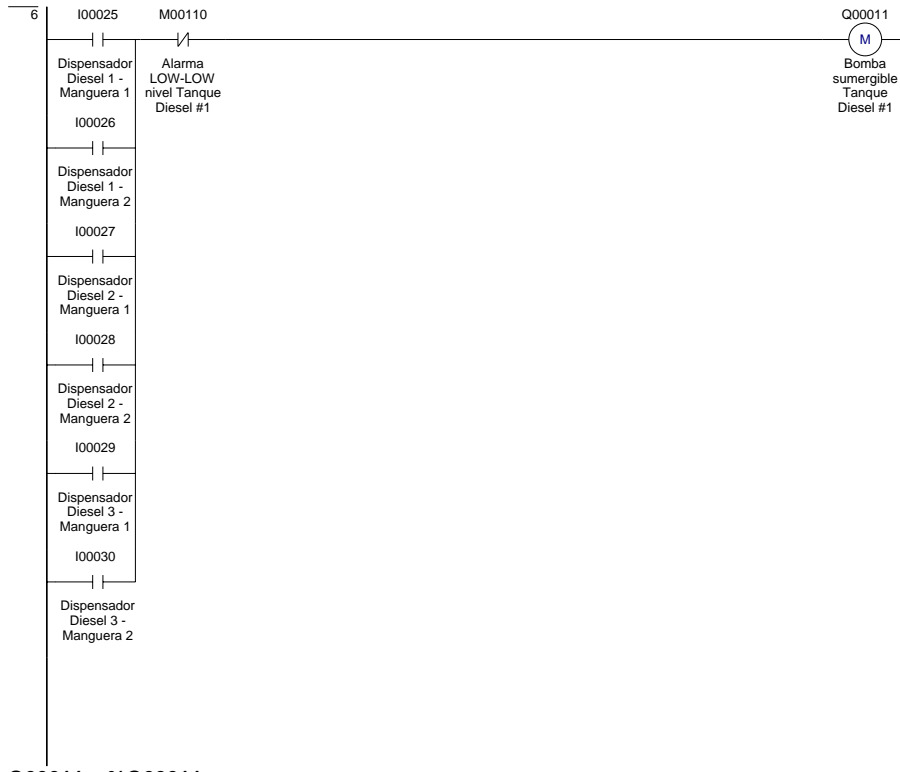 6
I00025 M00110 Q00011
M
Dispensador
Diesel 1 -
Manguera 1
Alarma
LOW-LOW
nivel Tanque
Diesel #1
Bomba
sumergible
Tanque
Diesel #1
I00026
Dispensador
Diesel 1 -
Manguera 2
I00027
Dispensador
Diesel 2 -
Manguera 1
I00028
Dispensador
Diesel 2 -
Manguera 2
I00029
Dispensador
Diesel 3 -
Manguera 1
I00030
Dispensador
Diesel 3 -
Manguera 2